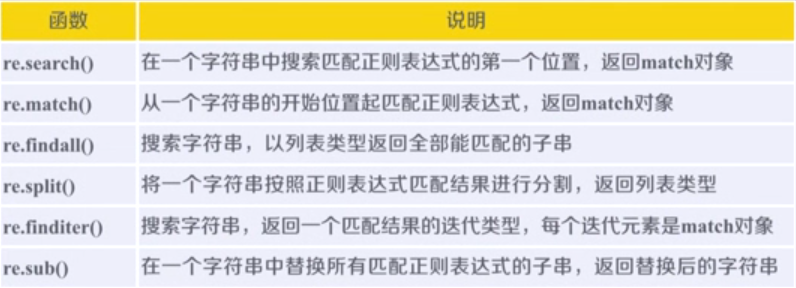 函数 说明
re.search() 在一个字符串中搜索匹配正则表达式的第一个位置，返回match对象
re.match() 从一个字符串的开始位置起匹配正则表达式，返回match对象
re.findall() 搜索字符串，以列表类型返回全部能匹配的子串
re.split() 将一个字符串按照正则表达式匹配结果进行分割，返回列表类型
re.finditer() 搜索字符串，返回一个匹配结果的迭代类型，每个迭代元素是match对象
re.sub() 在一个字符串中替换所有匹配正则表达式的子串，返回替换后的字符串